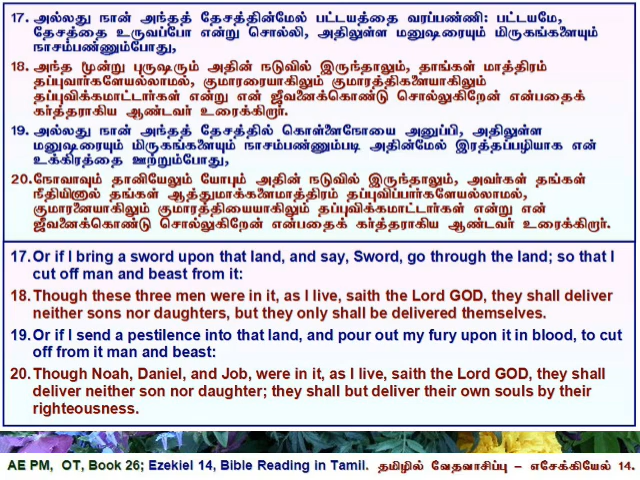 17. அல்லது நான் அந்தத் தேசத்தின்மேல் பட்டயத்தை வரப்பண்ணி: பட்டயமே,
தேசத்தை உருவப்போ என்று சொல்லி, அதிலுள்ள மனுஷரையும் மிருகங்களையும்
நாசம்பண்ணும்போது,
18. அந்த மூன்று புருஷரும் அதின் நடுவில் இருந்தாலும், தாங்கள் மாத்திரம்
தப்புவார்களேயல்லாமல், குமாரரையாகிலும் குமாரத்திகளையாகிலும்
தப்புவிக்கமாட்டார்கள் என்று என் ஜீவனைக்கொண்டு சொல்லுகிறேன் என்பதைக்
கர்த்தராகிய ஆண்டவர் உரைக்கிறார்.
19. அல்லது நான் அந்தத் தேசத்தில் கொள்ளைநோயை அனுப்பி, அதிலுள்ள
மனுஷரையும் மிருகங்களையும் நாசம்பண்ணும்படி அதின்மேல் இரத்தப்பழியாக என்
உக்கிரத்தை ஊற்றும்போது,
20.நோவாவும் தானியேலும் யோபும் அதின் நடுவில் இருந்தாலும், அவர்கள் தங்கள்
நீதியினால் தங்கள் ஆத்துமாக்களைமாத்திரம் தப்புவிப்பார்களேயல்லாமல்,
குமாரனையாகிலும் குமாரத்தியையாகிலும் தப்புவிக்கமாட்டார்கள் என்று என்
ஜீவனைக்கொண்டு சொல்லுகிறேன் என்பதைக் கர்த்தராகிய ஆண்டவர் உரைக்கிறார்.
17. Or if I bring a sword upon that land, and say, Sword, go through the land; so that I
cut off man and beast from it:
18. Though these three men were in it, as I live, saith the Lord GOD, they shall deliver
neither sons nor daughters, but they only shall be delivered themselves.
19. Or if I send a pestilence into that land, and pour out my fury upon it in blood, to cut
off from it man and beast:
20. Though Noah, Daniel, and Job, were in it, as I live, saith the Lord GOD, they shall
deliver neither son nor daughter; they shall but deliver their own souls by their
righteousness.
AE PM, OT, Book 26; Ezekiel 14, Bible Reading in Tamil. தமிழில் வேதவாசிப்பு – எசேக்கியேல் 14.